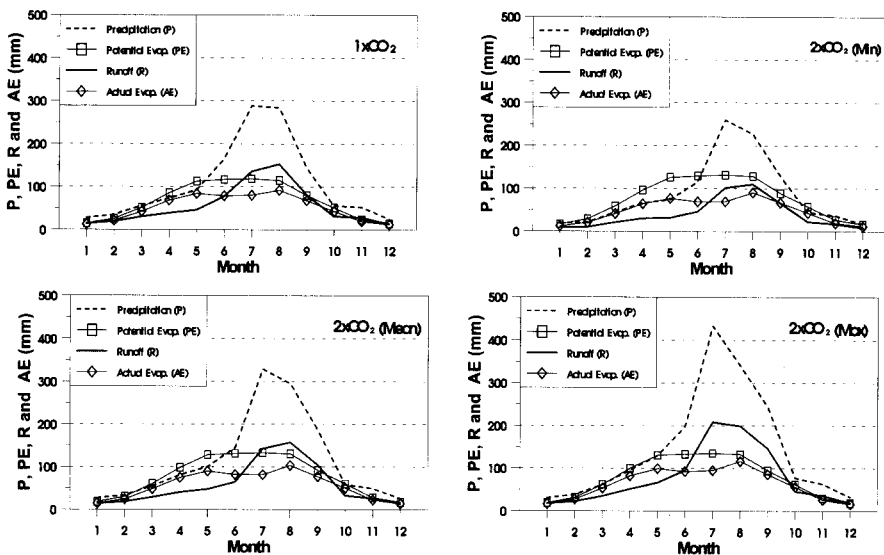 500
400
300
200
100
0
P, PE, R and AE (mm)
Precipitation (P)
Potential Evap. (PE)
Runoff (R)
Actual Evap. (AE)
1xCO2
1 2 3 4 5 6 7 8 9 10 11 12
Month
500
400
300
200
100
0
Precipitation (P)
Potential Evap. (PE)
Runoff (R)
Actual Evap. (AE)
2xCO2 (Min)
1 2 3 4 5 6 7 8 9 10 11 12
Month
500
400
300
200
100
0
P, PE, R and AE (mm)
Precipitation (P)
Potential Evap. (PE)
Runoff (R)
Actual Evap. (AE)
2xCO2 (Mean)
1 2 3 4 5 6 7 8 9 10 11 12
Month
500
400
300
200
100
0
P, PE, R and AE (mm)
Precipitation (P)
Potential Evap. (PE)
Runoff (R)
Actual Evap. (AE)
2xCO2 (Max)
1 2 3 4 5 6 7 8 9 10 11 12
Month